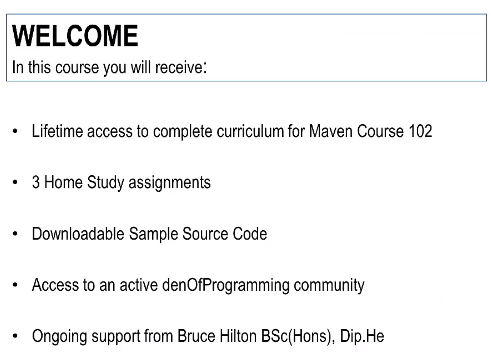 WELCOME
In this course you will receive:
• Lifetime access to complete curriculum for Maven Course 102
• 3 Home Study assignments
• Downloadable Sample Source Code
• Access to an active denOfProgramming community
• Ongoing support from Bruce Hilton BSc(Hons), Dip.He